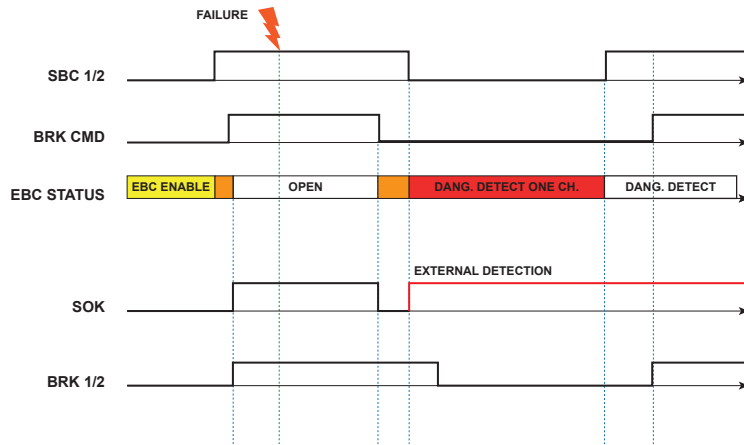 FAILURE
SBC 1/2
BRK CMD
EBC STATUS
EBC ENABLE
OPEN
DANG. DETECT ONE CH.
DANG. DETECT
EXTERNAL DETECTION
SOK
BRK 1/2